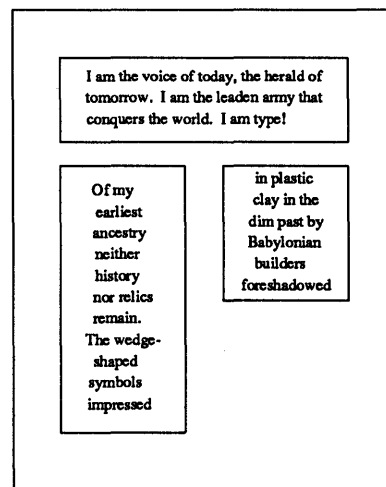 I am the voice of today, the herald of
tomorrow. I am the leaden army that
conquers the world. I am type!
Of my
earliest
ancestry
neither
history
nor relics
remain.
The wedge-
shaped
symbols
impressed
in plastic
clay in the
dim past by
Babylonian
builders
foreshadowed